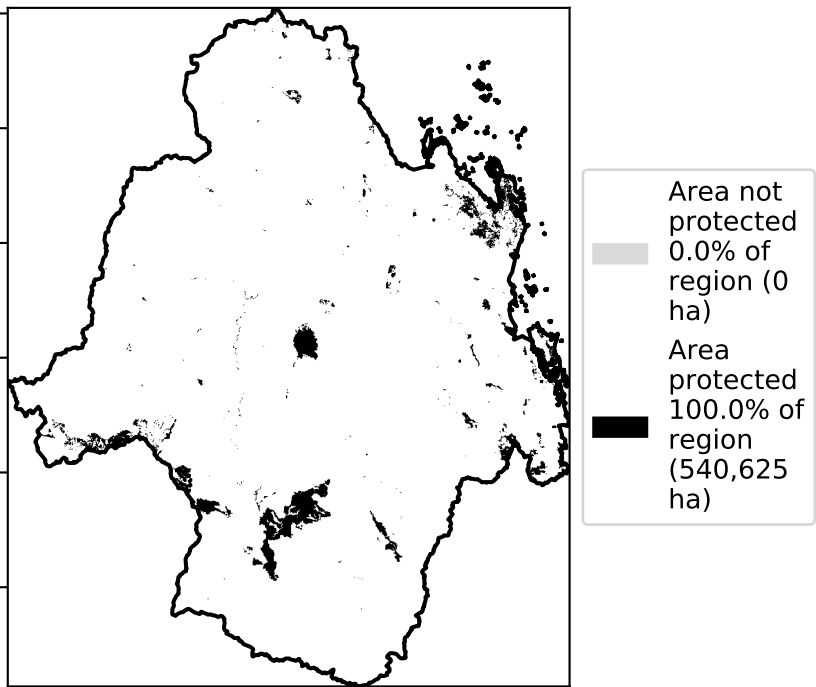 Area not
protected
0.0% of
region (0
ha)
Area
protected
100.0% of
region
(540,625
ha)